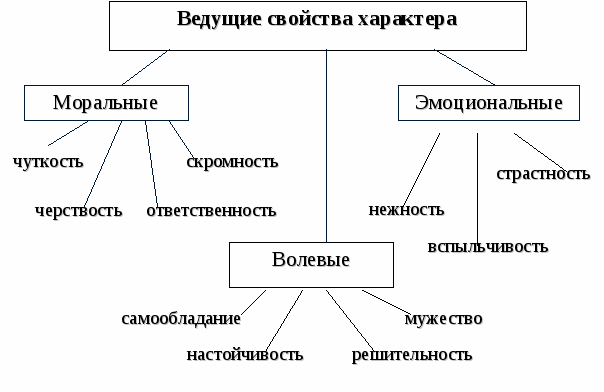 Ведущие свойства характера
Моральные
Эмоциональные
чуткость
скромность
страстность
черствость
ответственность
нежность
вспыльчивость
Волевые
самообладание
мужество
настойчивость
решительность